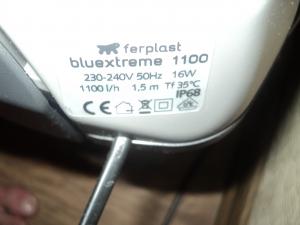 ferplast
bluextreme 1100
230-240V 50Hz 16W
1100 l/h 1,5 m Tf 35°C
IP68
CE